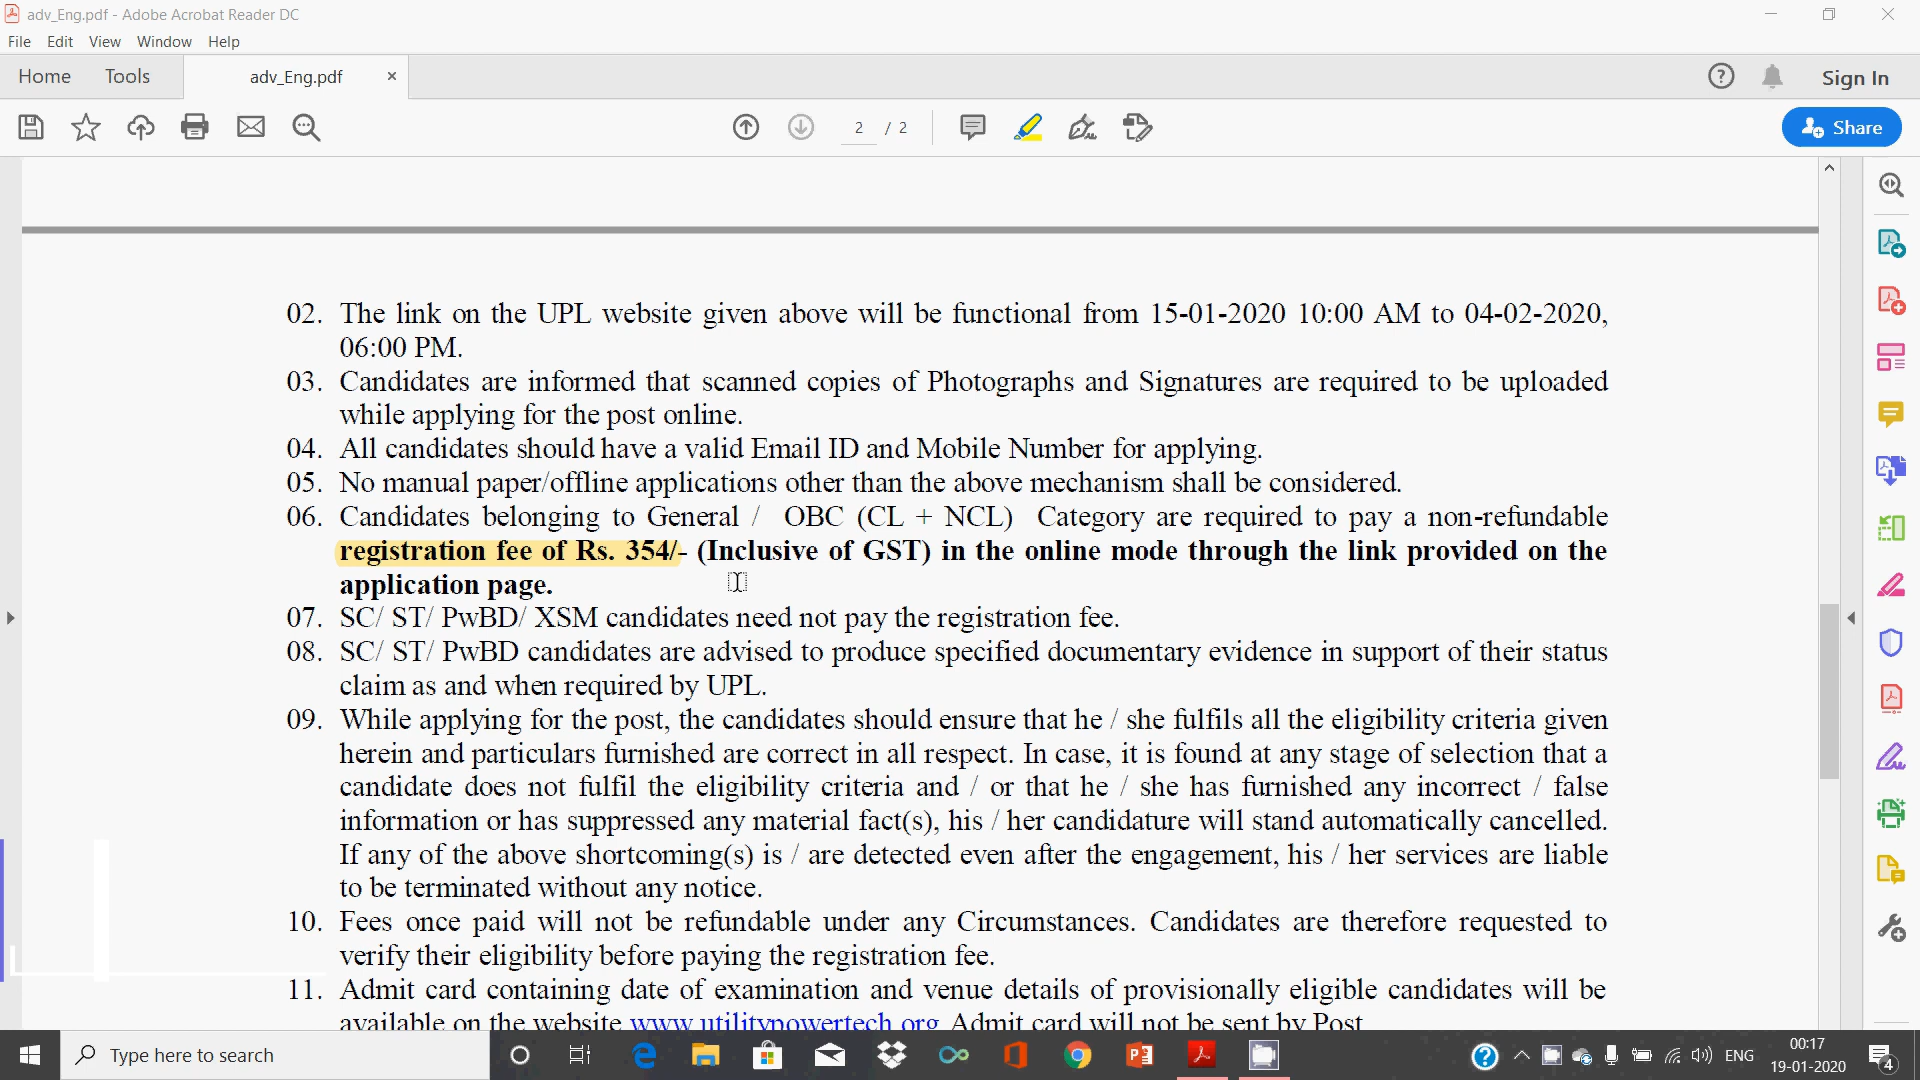 adv_Eng.pdf - Adobe Acrobat Reader DC
File Edit View Window Help
Home Tools adv_Eng.pdf × Sign In
2 / 2 Share
02. The link on the UPL website given above will be functional from 15-01-2020 10:00 AM to 04-02-2020,
06:00 PM.
03. Candidates are informed that scanned copies of Photographs and Signatures are required to be uploaded
while applying for the post online.
04. All candidates should have a valid Email ID and Mobile Number for applying.
05. No manual paper/offline applications other than the above mechanism shall be considered.
06. Candidates belonging to General / OBC (CL + NCL) Category are required to pay a non-refundable
registration fee of Rs. 354/- (Inclusive of GST) in the online mode through the link provided on the
application page.
07. SC/ ST/ PwBD/ XSM candidates need not pay the registration fee.
08. SC/ ST/ PwBD candidates are advised to produce specified documentary evidence in support of their status
claim as and when required by UPL.
09. While applying for the post, the candidates should ensure that he / she fulfils all the eligibility criteria given
herein and particulars furnished are correct in all respect. In case, it is found at any stage of selection that a
candidate does not fulfil the eligibility criteria and / or that he / she has furnished any incorrect / false
information or has suppressed any material fact(s), his / her candidature will stand automatically cancelled.
If any of the above shortcoming(s) is / are detected even after the engagement, his / her services are liable
to be terminated without any notice.
10. Fees once paid will not be refundable under any Circumstances. Candidates are therefore requested to
verify their eligibility before paying the registration fee.
11. Admit card containing date of examination and venue details of provisionally eligible candidates will be
available on the website www.utilitypowertech.org. Admit card will not be sent by Post
Type here to search
ENG
00:17
19-01-2020
4